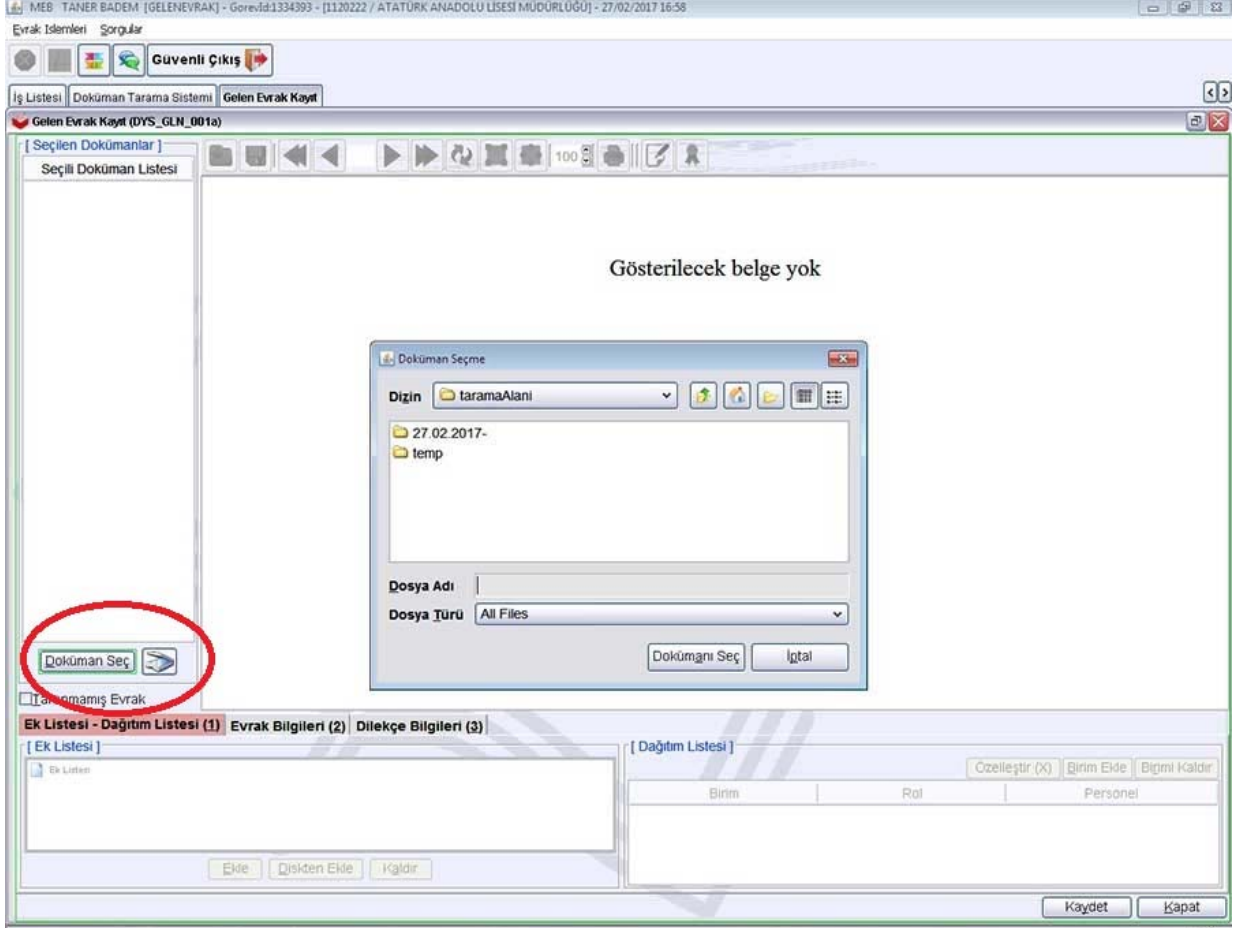 MEB TANER BADEM [GELENEVRAK] - GorevId:1334393 - [1120222 / ATATÜRK ANADOLU LİSESİ MÜDÜRLÜĞÜ] - 27/02/2017 16:58
Evrak Islemleri Sorgular
Güvenli Çıkış
İş Listesi Doküman Tarama Sistemi Gelen Evrak Kayıt
Gelen Evrak Kayıt (DYS_GLN_001a)
[ Seçilen Dokümanlar ]
Seçili Doküman Listesi
100
Gösterilecek belge yok
Doküman Seçme
Dizin taramaAlani
27.02.2017-
temp
Dosya Adı
Dosya Türü All Files
Dokümanı Seç İptal
Doküman Seç
Taranmamış Evrak
Ek Listesi - Dağıtım Listesi (1) Evrak Bilgileri (2) Dilekçe Bilgileri (3)
[ Ek Listesi ]
Ek Listesi
Ekle Diskten Ekle Kaldır
[ Dağıtım Listesi ]
Özelleştir (X) Birim Ekle Birimi Kaldır
Birim Rol Personel
Kaydet Kapat